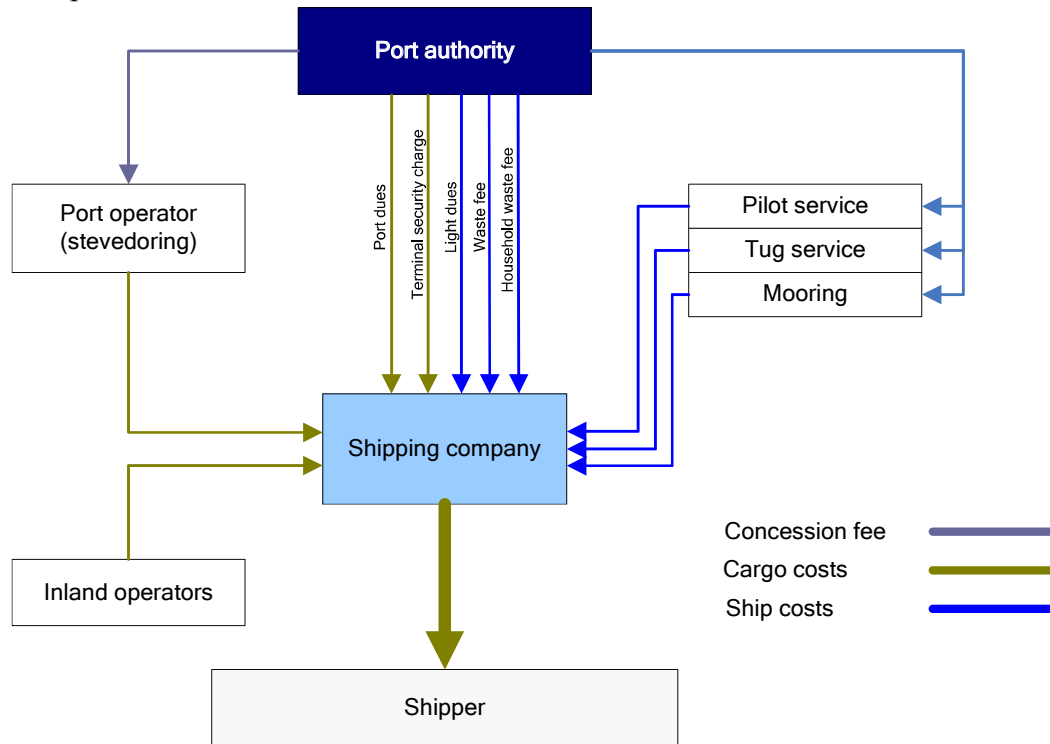 Port authority
Port dues
Terminal security charge
Light dues
Waste fee
Household waste fee
Port operator
(stevedoring)
Pilot service
Tug service
Mooring
Shipping company
Inland operators
Concession fee
Cargo costs
Ship costs
Shipper